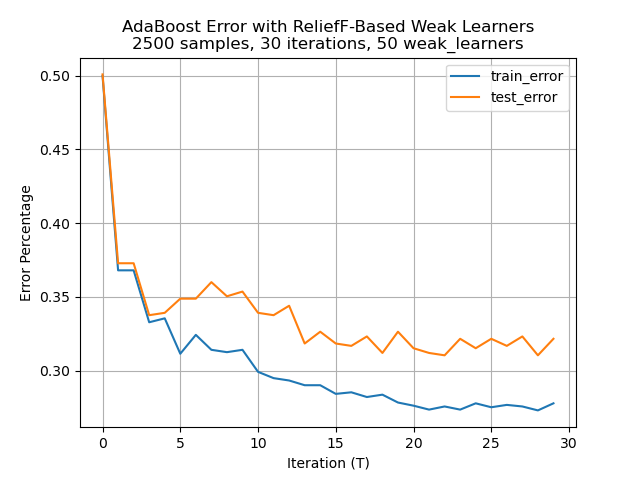 AdaBoost Error with ReliefF-Based Weak Learners
2500 samples, 30 iterations, 50 weak_learners
train_error
test_error
Error Percentage
0.50
0.45
0.40
0.35
0.30
0 5 10 15 20 25 30
Iteration (T)